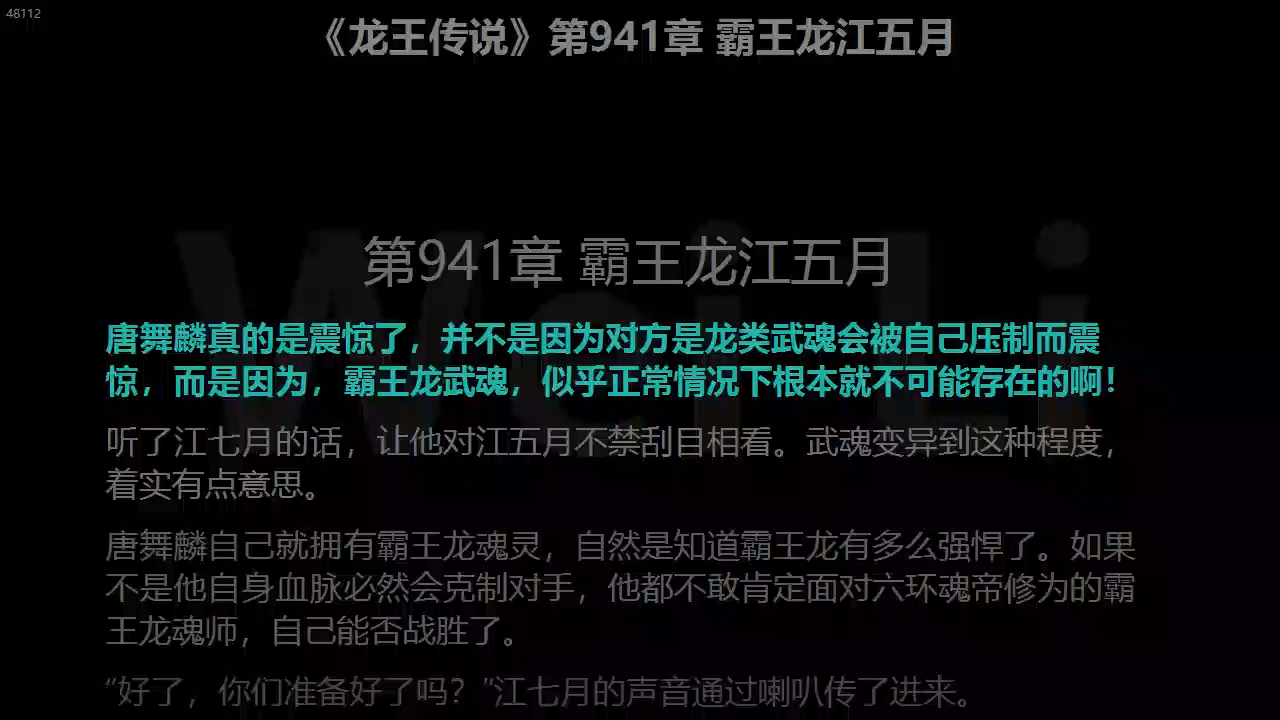 48112
《龙王传说》第941章 霸王龙江五月
Wei Li
第941章 霸王龙江五月
唐舞麟真的是震惊了，并不是因为对方是龙类武魂会被自己压制而震
惊，而是因为，霸王龙武魂，似乎正常情况下根本就不可能存在的啊！
听了江七月的话，让他对江五月不禁刮目相看。武魂变异到这种程度，
着实有点意思。
唐舞麟自己就拥有霸王龙魂灵，自然是知道霸王龙有多么强悍了。如果
不是他自身血脉必然会克制对手，他都不敢肯定面对六环魂帝修为的霸
王龙魂师，自己能否战胜了。
“好了，你们准备好了吗？”江七月的声音通过喇叭传了进来。